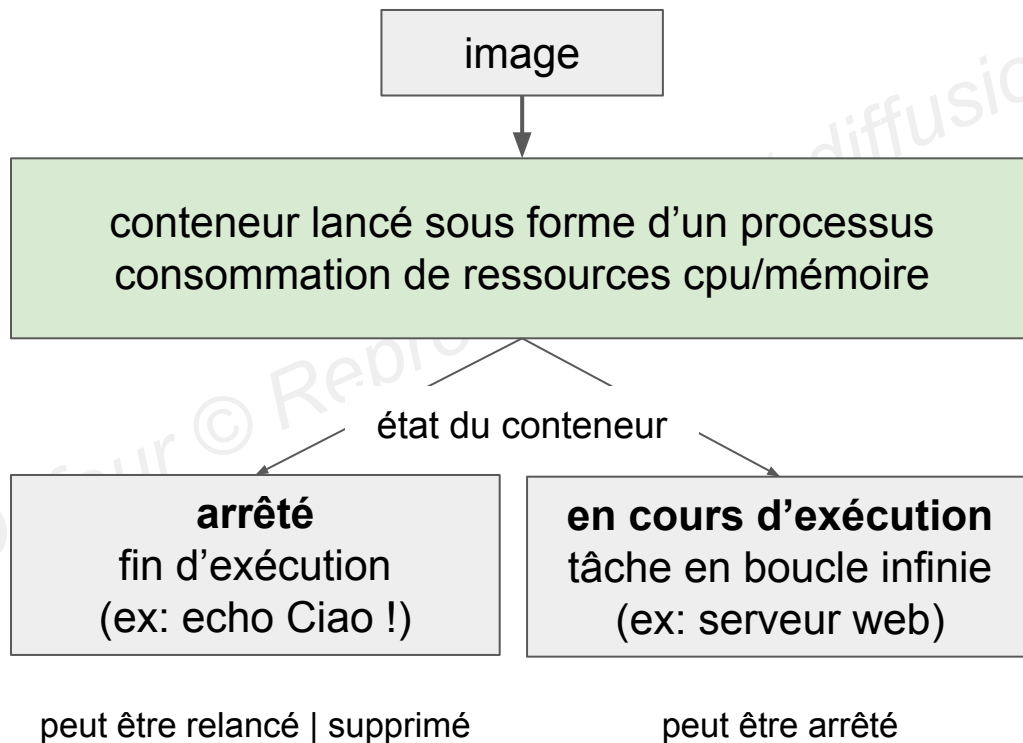 image
conteneur lancé sous forme d’un processus
consommation de ressources cpu/mémoire
état du conteneur
arrêté
fin d’exécution
(ex: echo Ciao !)
en cours d’exécution
tâche en boucle infinie
(ex: serveur web)
peut être relancé | supprimé
peut être arrêté